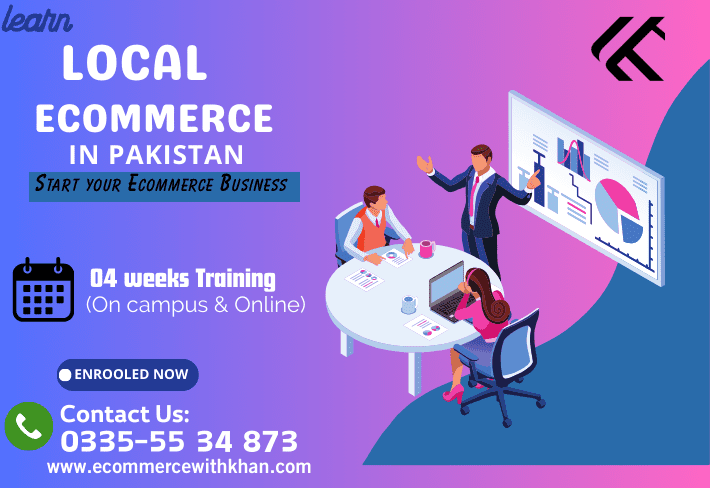 learn
LOCAL
ECOMMERCE
IN PAKISTAN
START YOUR ECOMMERCE BUSINESS
04 weeks Training
(On campus & Online)
ENROOLED NOW
Contact Us:
0335-55 34 873
www.ecommercewithkhan.com